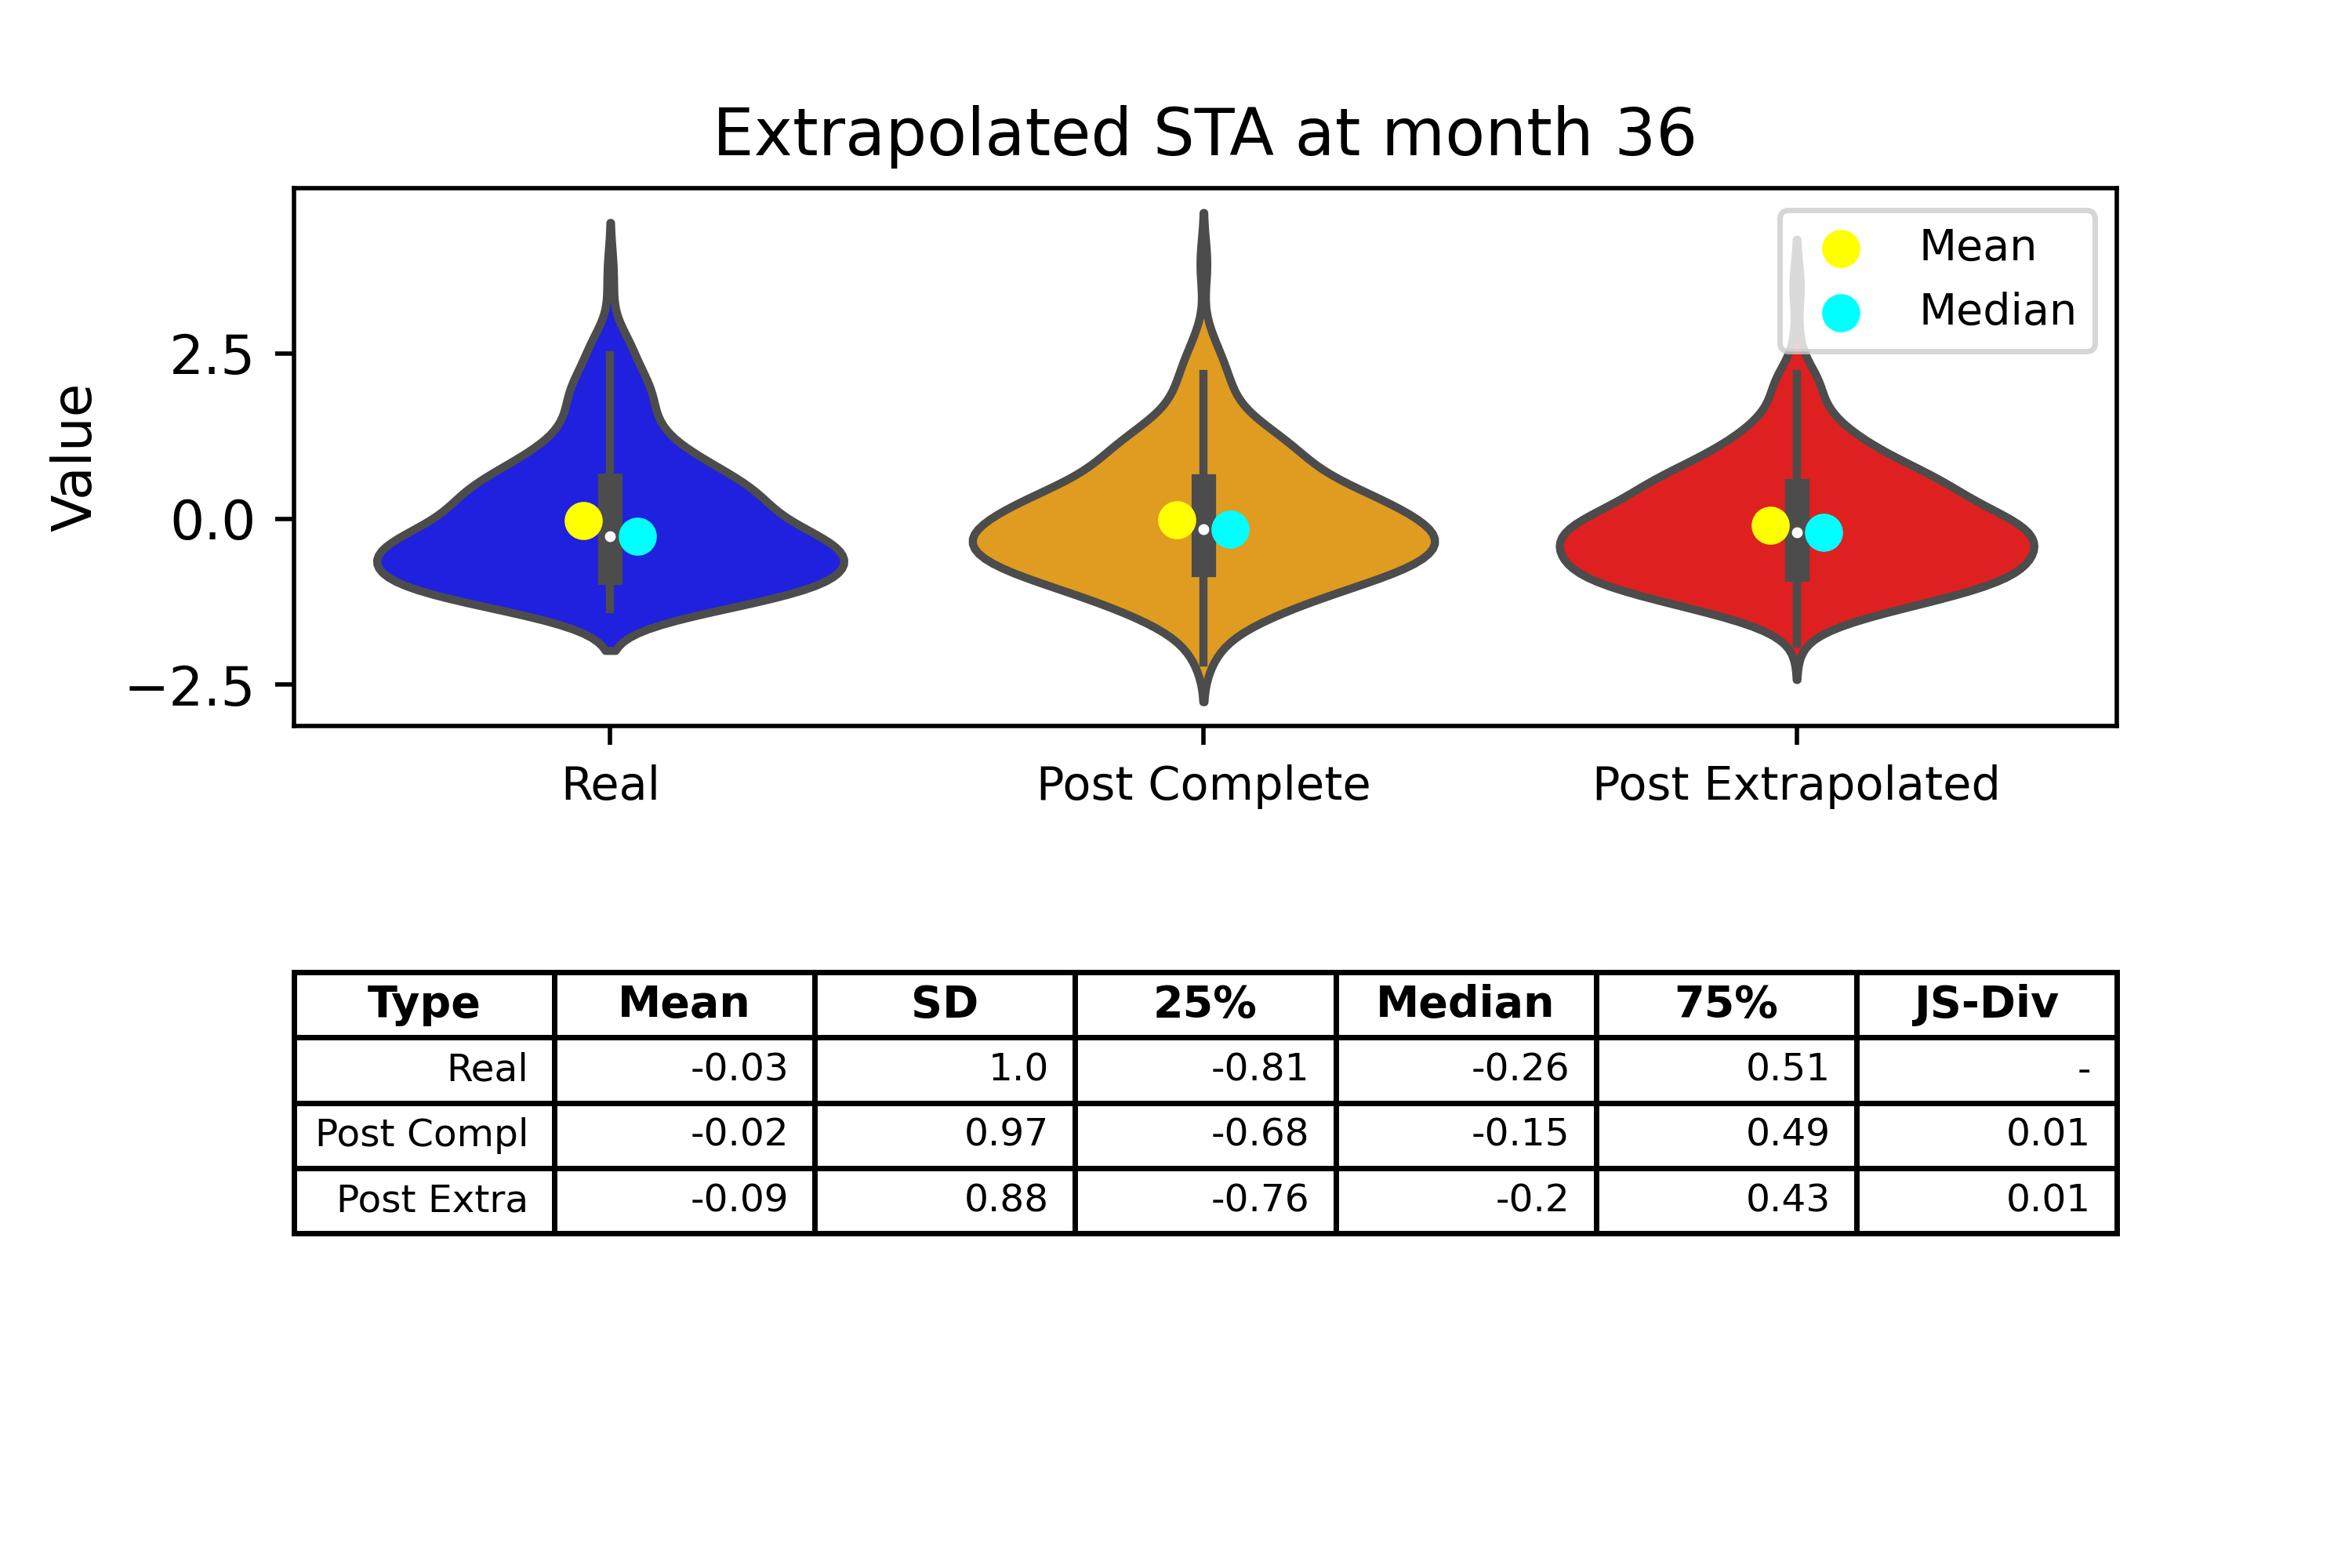 Extrapolated STA at month 36
Mean
Median
Value
2.5
0.0
−2.5
Real Post Complete Post Extrapolated
Type Mean SD 25% Median 75% JS-Div
Real -0.03 1.0 -0.81 -0.26 0.51 -
Post Compl -0.02 0.97 -0.68 -0.15 0.49 0.01
Post Extra -0.09 0.88 -0.76 -0.2 0.43 0.01